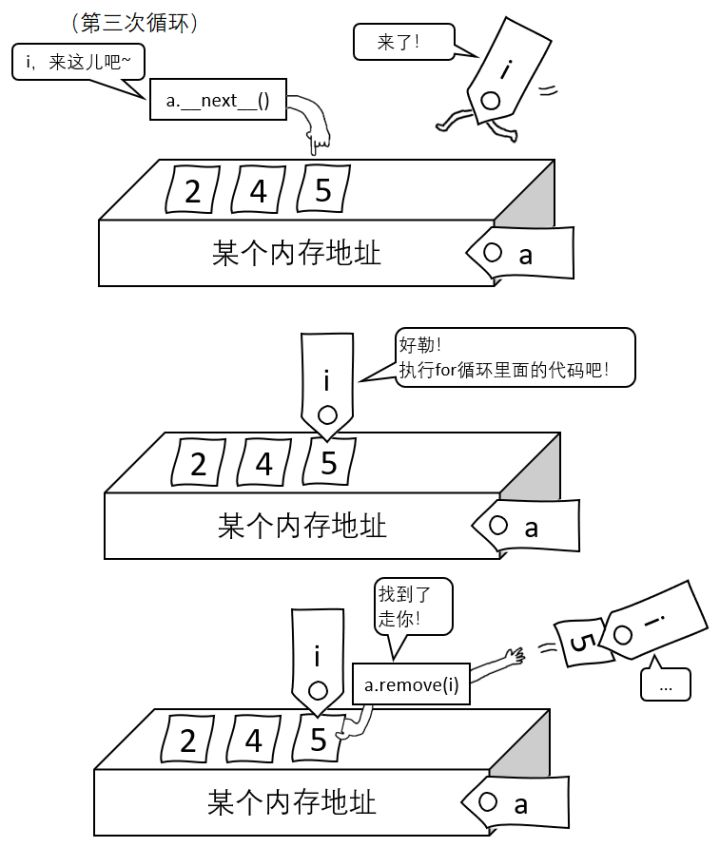 （第三次循环）
i，来这儿吧~
来了！
i
a.__next__()
2 4 5
某个内存地址
a
i
好勒！
执行for循环里面的代码吧！
2 4 5
某个内存地址
a
找到了
走你！
i
a.remove(i)
5
i
...
2 4 5
某个内存地址
a